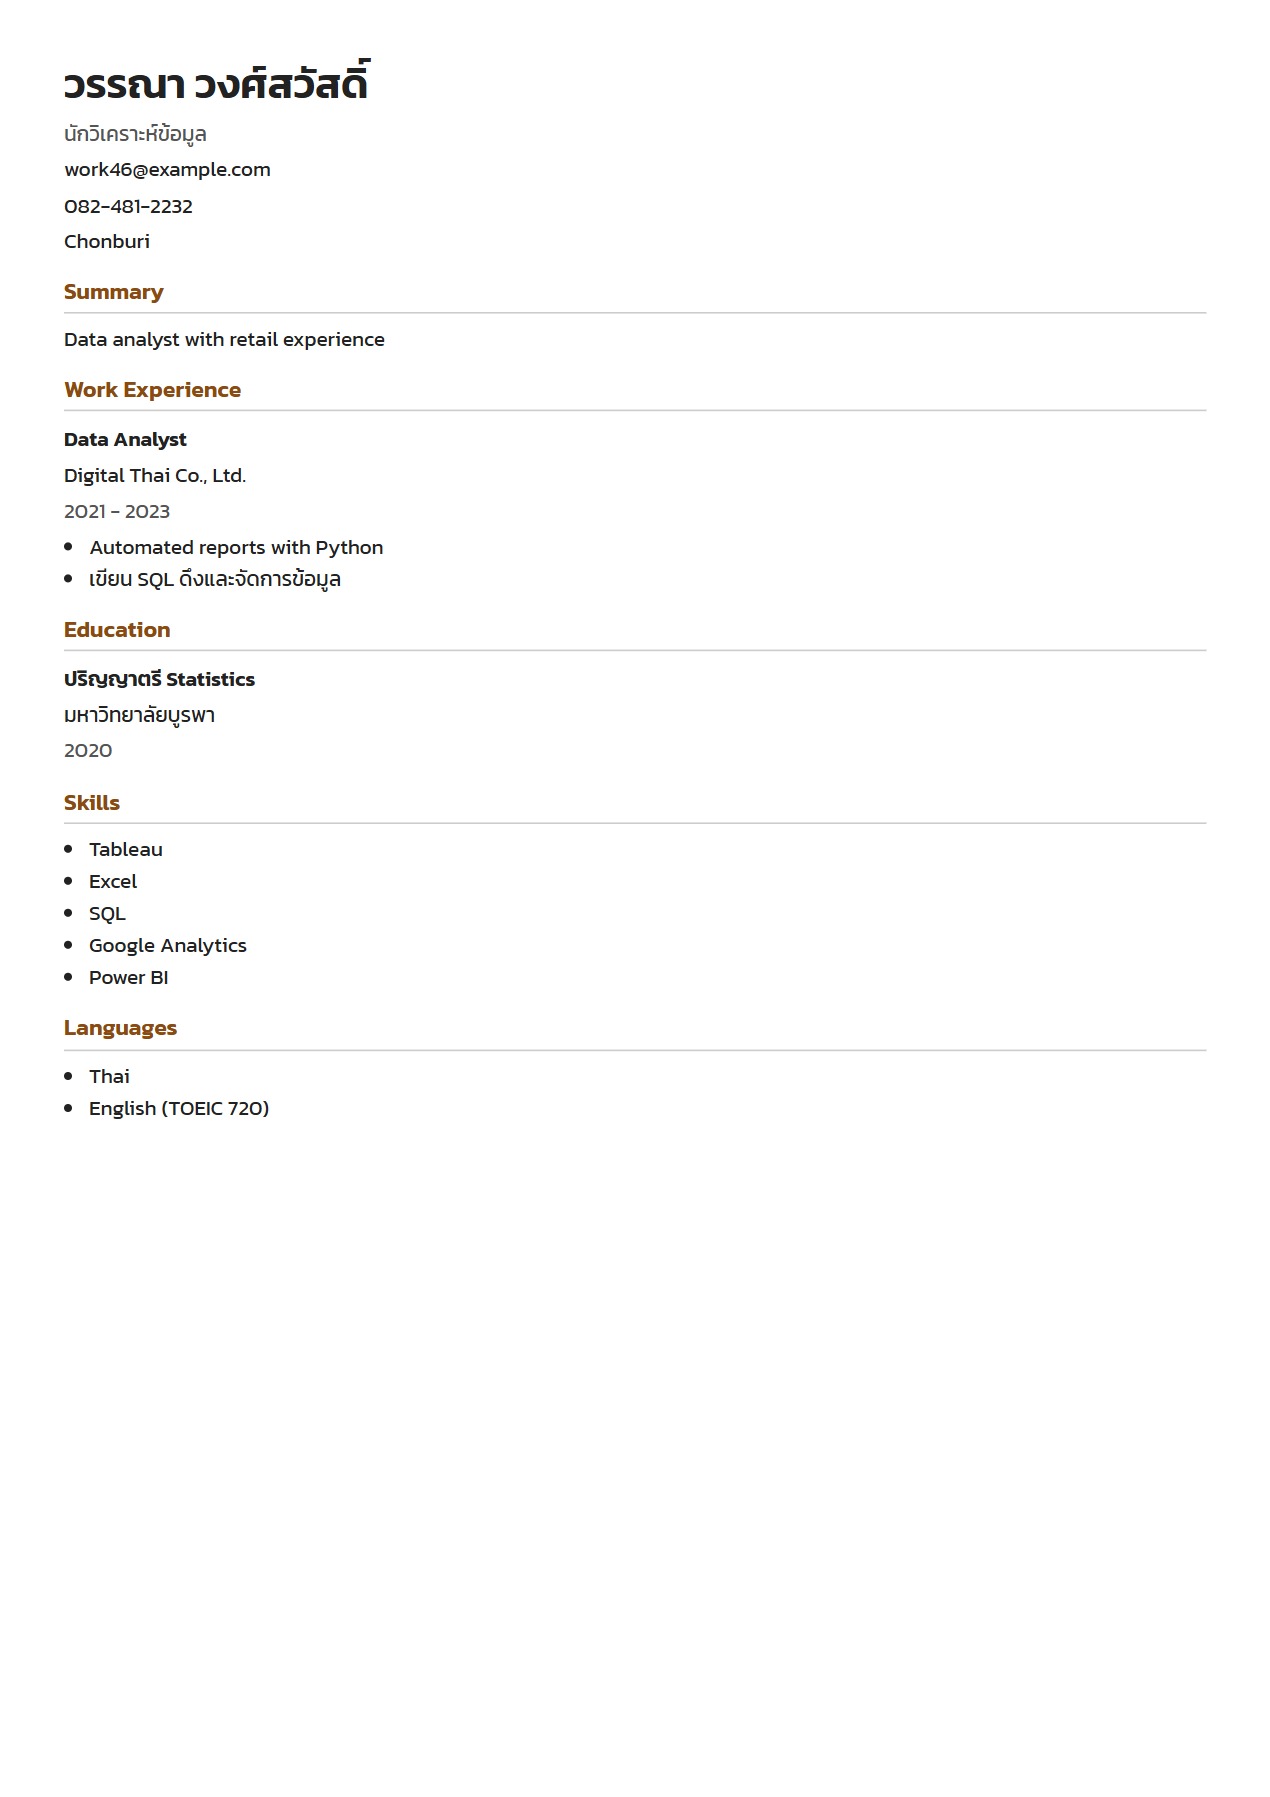 วรรณา วงศ์สวัสดิ์
นักวิเคราะห์ข้อมูล
work46@example.com
082-481-2232
Chonburi
Summary
Data analyst with retail experience
Work Experience
Data Analyst
Digital Thai Co., Ltd.
2021 – 2023
• Automated reports with Python
• เขียน SQL ดึงและจัดการข้อมูล
Education
ปริญญาตรี Statistics
มหาวิทยาลัยบูรพา
2020
Skills
• Tableau
• Excel
• SQL
• Google Analytics
• Power BI
Languages
• Thai
• English (TOEIC 720)